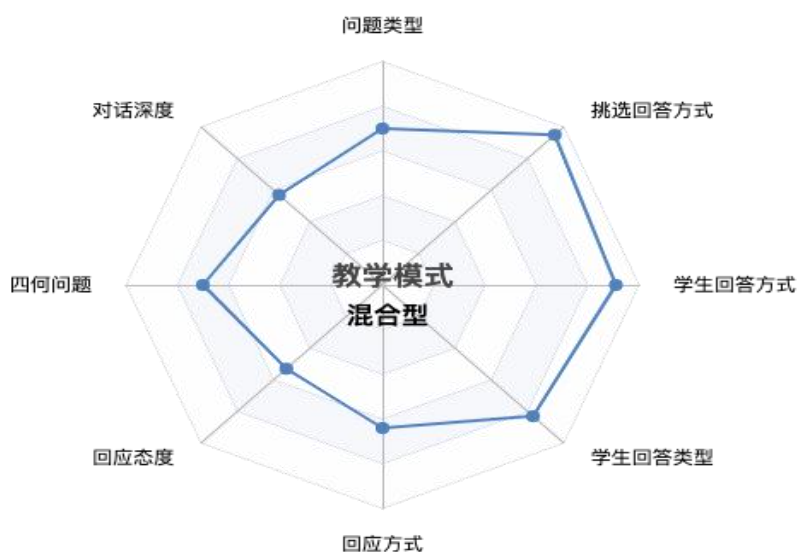 问题类型
对话深度
挑选回答方式
教学模式
四何问题
学生回答方式
混合型
回应态度
学生回答类型
回应方式